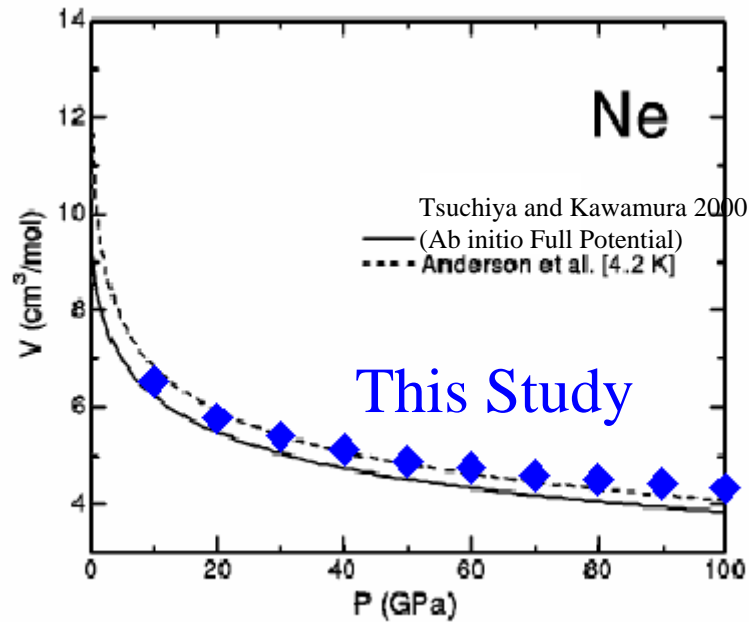 14
12
10
8
6
4
V (cm³/mol)
Ne
Tsuchiya and Kawamura 2000
(Ab initio Full Potential)
Anderson et al. [4.2 K]
This Study
0 20 40 60 80 100
P (GPa)